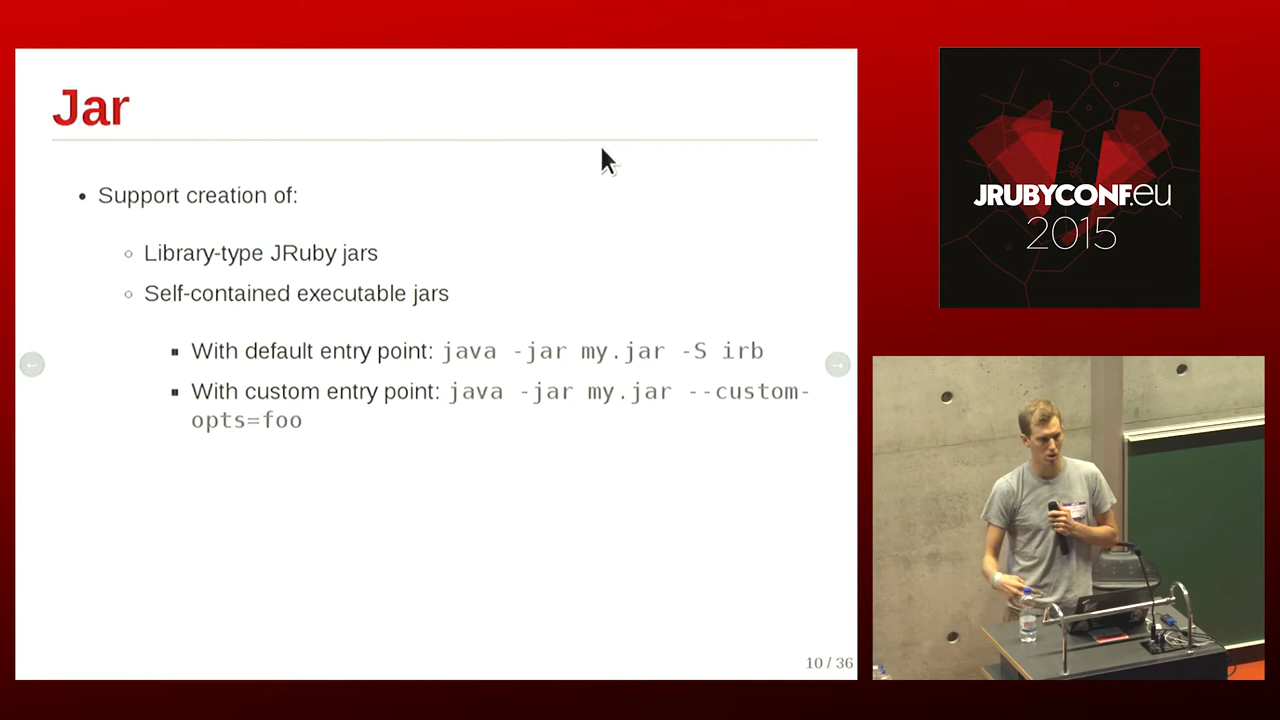 Jar
Support creation of:
Library-type JRuby jars
Self-contained executable jars
With default entry point: java -jar my.jar -S irb
With custom entry point: java -jar my.jar --custom-
opts=foo
10 / 36
JRUBYCONF.eu
2015